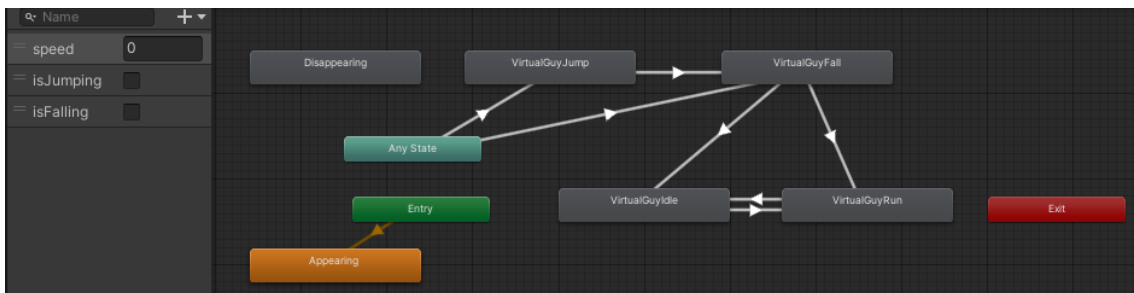 Name
speed 0
isJumping
isFalling
Disappearing
VirtualGuyJump
VirtualGuyFall
Any State
VirtualGuyIdle
VirtualGuyRun
Entry
Exit
Appearing